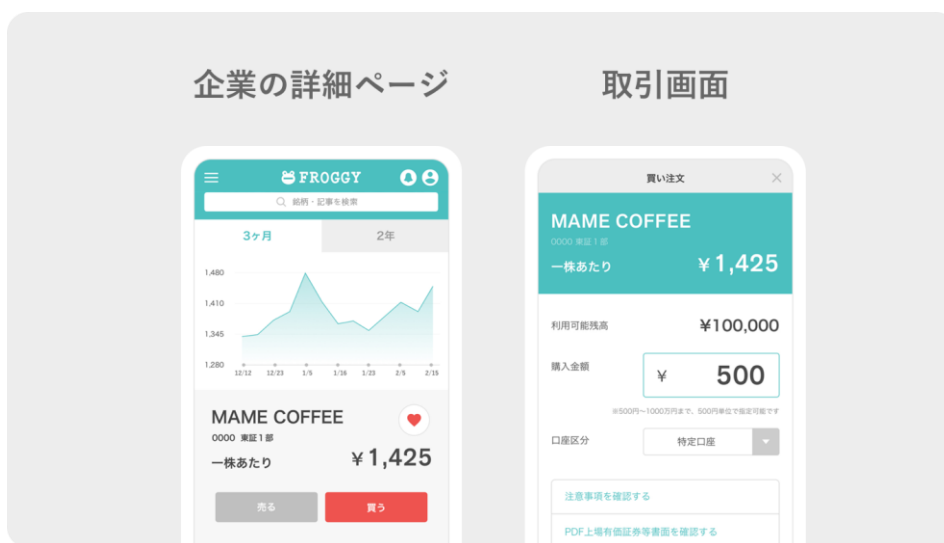 企業の詳細ページ
取引画面
FROGGY
銘柄・記事を検索
3ヶ月
2年
1,480
1,410
1,345
1.280
12/12 12/23 1/5 1/16 1/23 2/5 2/15
MAME COFFEE
0000 東証1部
一株あたり
¥1,425
売る
買う
買い注文
MAME COFFEE
0000 東証1部
一株あたり
¥1,425
利用可能残高
¥100,000
購入金額
¥ 500
※500円〜1000万円まで、500円単位で指定可能です
口座区分
特定口座
注意事項を確認する
PDF上場有価証券等書面を確認する